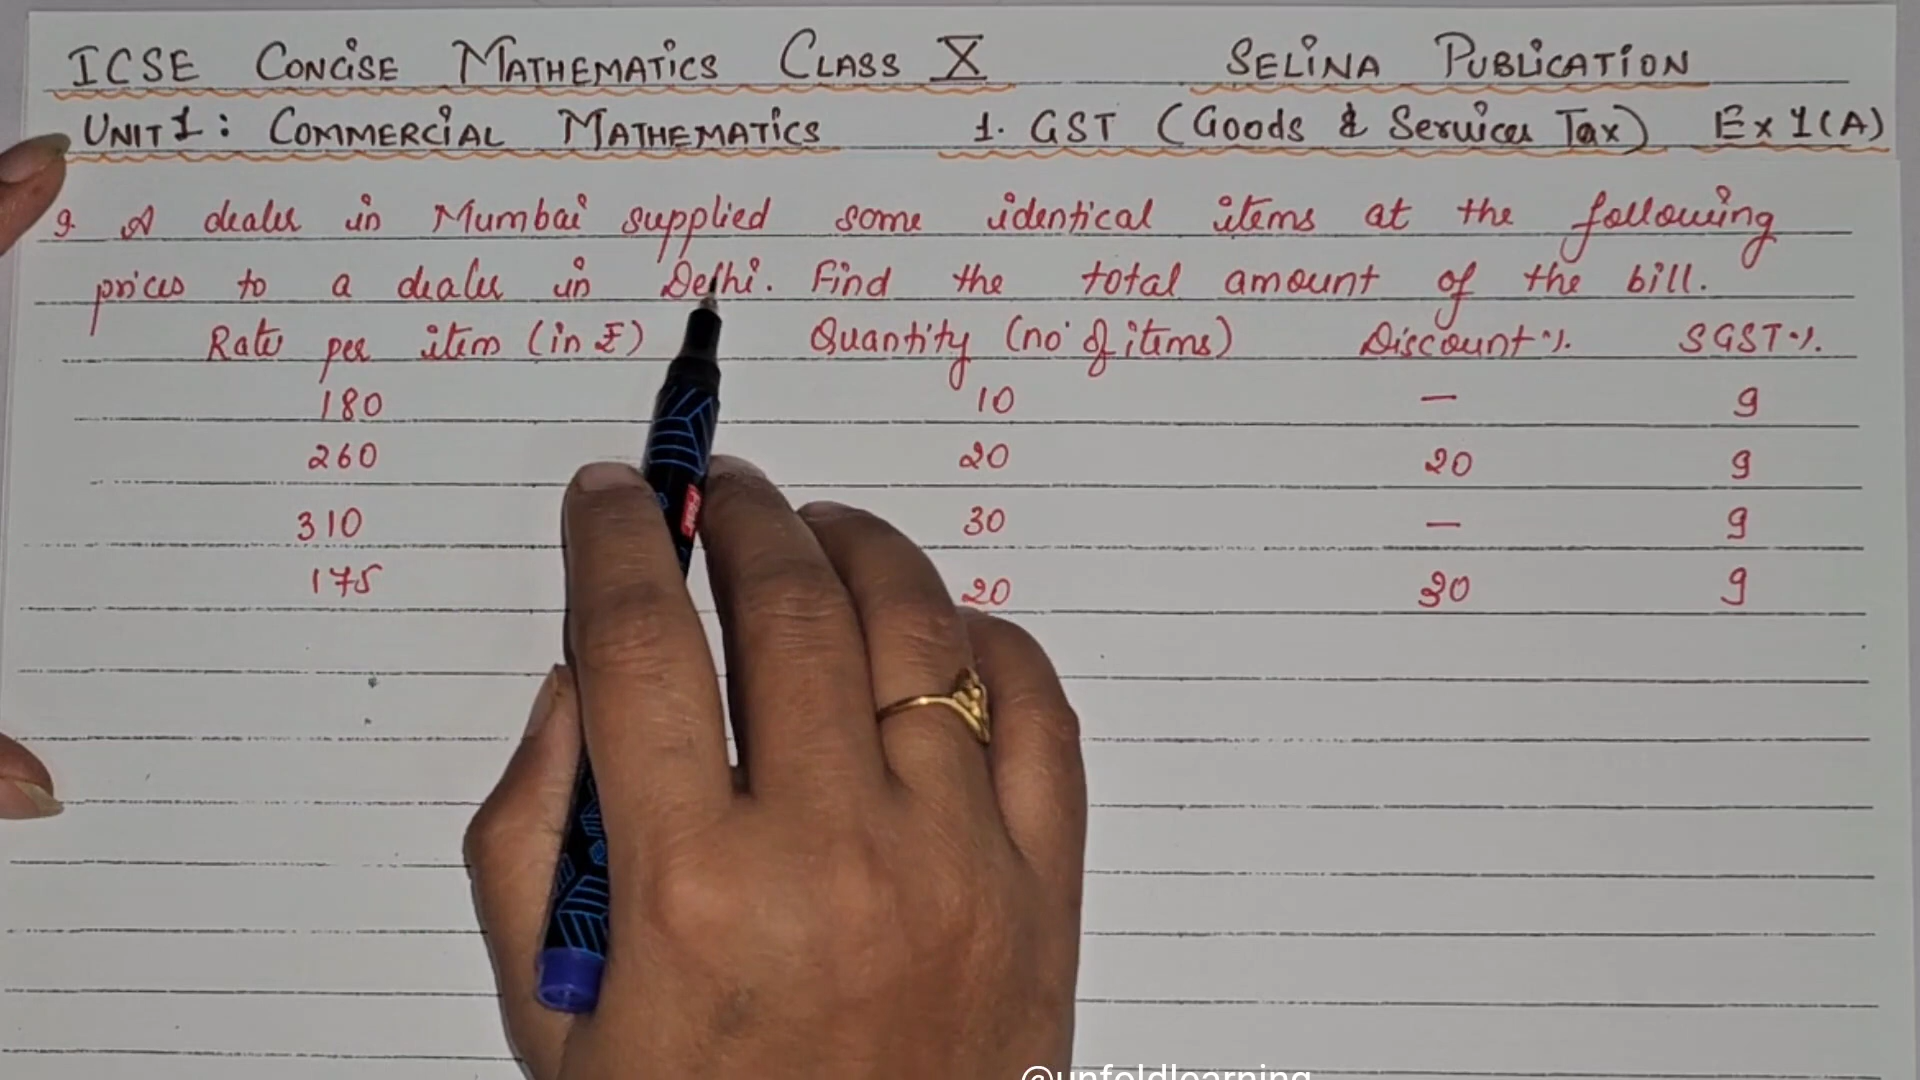 ICSE CONCISE MATHEMATICS CLASS X SELINA PUBLICATION
UNIT 1: COMMERCIAL MATHEMATICS 1. GST (Goods & Services Tax) Ex 1(A)
9. A dealer in Mumbai supplied some identical items at the following
prices to a dealer in Delhi. Find the total amount of the bill.
Rate per item (in ₹) Quantity (no of items) Discount % SGST %
180 10 — 9
260 20 20 9
310 30 — 9
175 20 30 9
@unfoldlearning